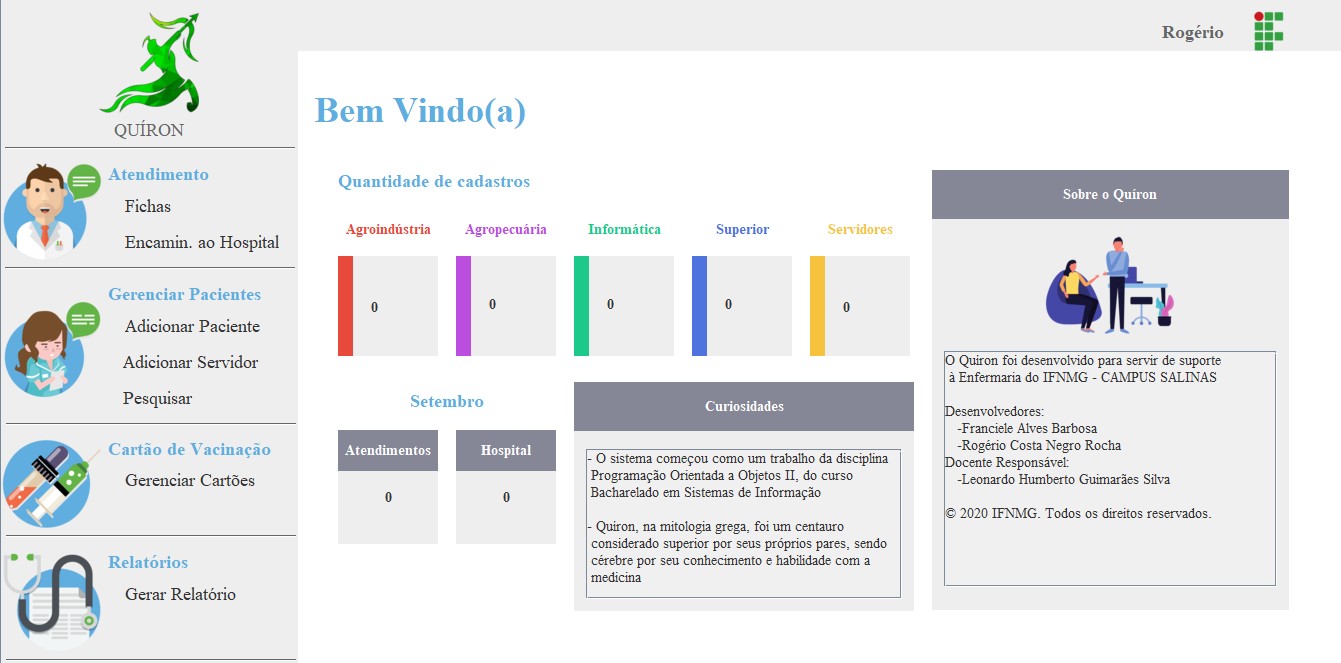 Rogério
QUÍRON
Atendimento
Fichas
Encamin. ao Hospital
Gerenciar Pacientes
Adicionar Paciente
Adicionar Servidor
Pesquisar
Cartão de Vacinação
Gerenciar Cartões
Relatórios
Gerar Relatório
Bem Vindo(a)
Quantidade de cadastros
Agroindústria
Agropecuária
Informática
Superior
Servidores
0
0
0
0
0
Setembro
Atendimentos
Hospital
0
0
Curiosidades
- O sistema começou como um trabalho da disciplina
Programação Orientada a Objetos II, do curso
Bacharelado em Sistemas de Informação
- Quiron, na mitologia grega, foi um centauro
considerado superior por seus próprios pares, sendo
cérebre por seu conhecimento e habilidade com a
medicina
Sobre o Quíron
O Quiron foi desenvolvido para servir de suporte
à Enfermaria do IFNMG - CAMPUS SALINAS
Desenvolvedores:
-Franciele Alves Barbosa
-Rogério Costa Negro Rocha
Docente Responsável:
-Leonardo Humberto Guimarães Silva
© 2020 IFNMG. Todos os direitos reservados.